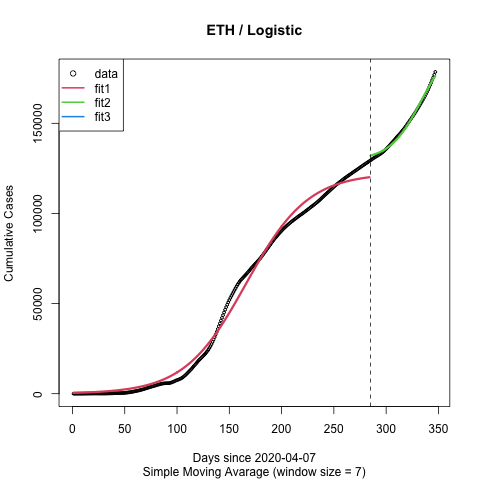 ETH / Logistic
data
fit1
fit2
fit3
Cumulative Cases
150000
100000
50000
0
0 50 100 150 200 250 300 350
Days since 2020-04-07
Simple Moving Avarage (window size = 7)